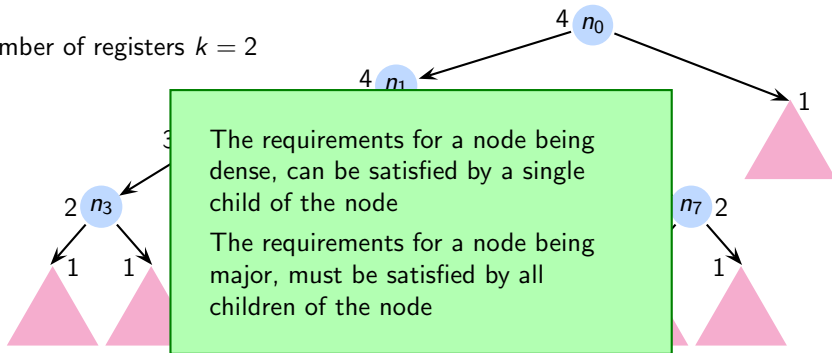 4 n0
mber of registers k = 2
4 n1
1
3
The requirements for a node being
dense, can be satisfied by a single
child of the node
2 n3
n7 2
The requirements for a node being
major, must be satisfied by all
children of the node
1 1
1